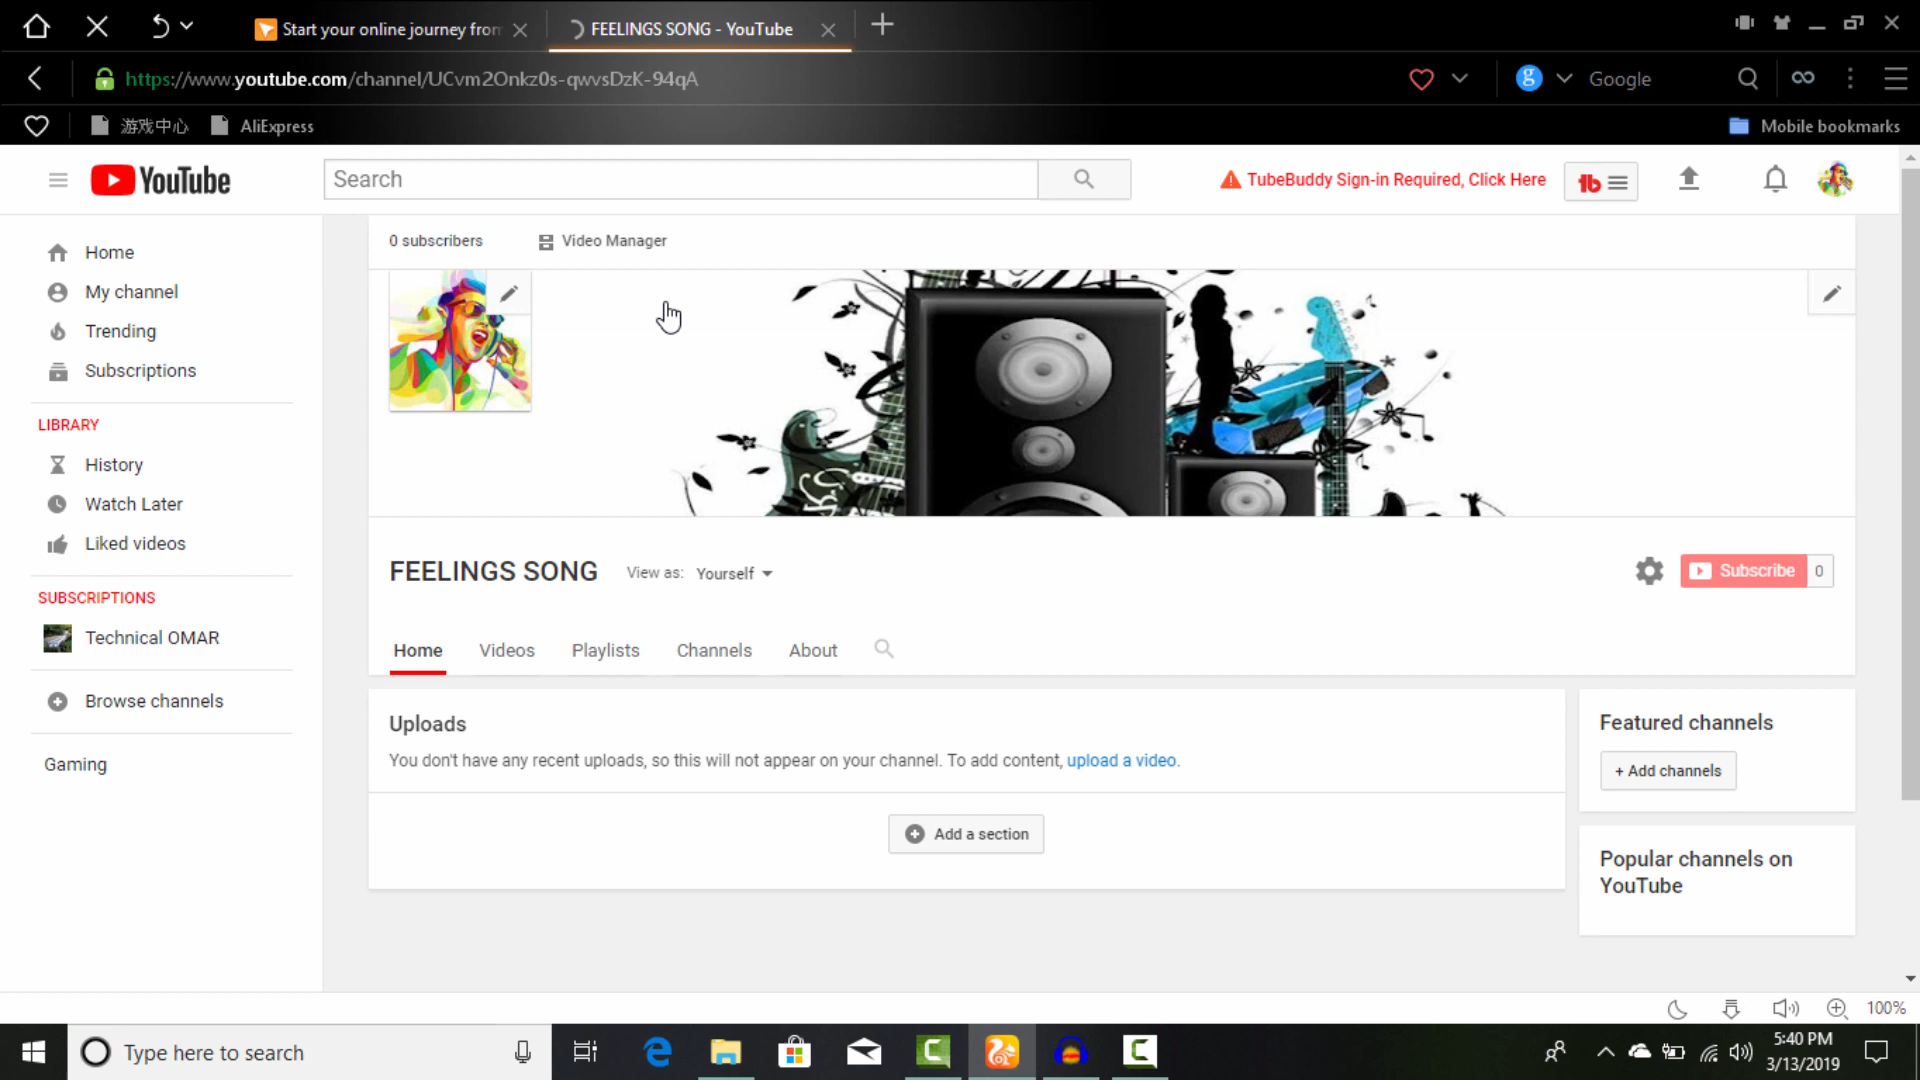 Start your online journey from
FEELINGS SONG - YouTube
https://www.youtube.com/channel/UCvm2Onkz0s-qwvsDzK-94qA
Google
游戏中心
AliExpress
Mobile bookmarks
YouTube
Search
TubeBuddy Sign-in Required, Click Here
Home
My channel
Trending
Subscriptions
LIBRARY
History
Watch Later
Liked videos
SUBSCRIPTIONS
Technical OMAR
Browse channels
Gaming
0 subscribers
Video Manager
FEELINGS SONG
View as: Yourself
Subscribe 0
Home Videos Playlists Channels About
Uploads
You don't have any recent uploads, so this will not appear on your channel. To add content, upload a video.
Add a section
Featured channels
+ Add channels
Popular channels on
YouTube
100%
Type here to search
5:40 PM
3/13/2019